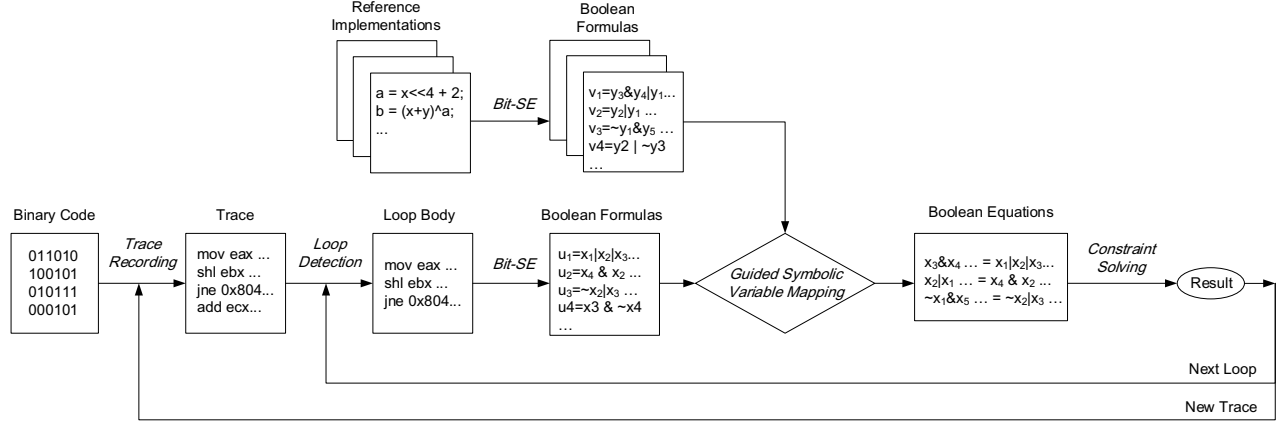 Reference
Implementations
a = x<<4 + 2;
b = (x+y)^a;
...
Bit-SE
Boolean
Formulas
v1=y3&y4|y1...
v2=y2|y1 ...
v3=~y1&y5 ...
v4=y2 | ~y3
...
Binary Code
011010
100101
010111
000101
Trace
Recording
Trace
mov eax ...
shl ebx ...
jne 0x804...
add ecx...
Loop
Detection
Loop Body
mov eax ...
shl ebx ...
jne 0x804...
Bit-SE
Boolean Formulas
u1=x1|x2|x3...
u2=x4 & x2 ...
u3=~x2|x3 ...
u4=x3 & ~x4
...
Guided Symbolic
Variable Mapping
Boolean Equations
x3&x4 ... = x1|x2|x3...
x2|x1 ... = x4 & x2 ...
~x1&x5 ... = ~x2|x3 ...
Constraint
Solving
Result
Next Loop
New Trace